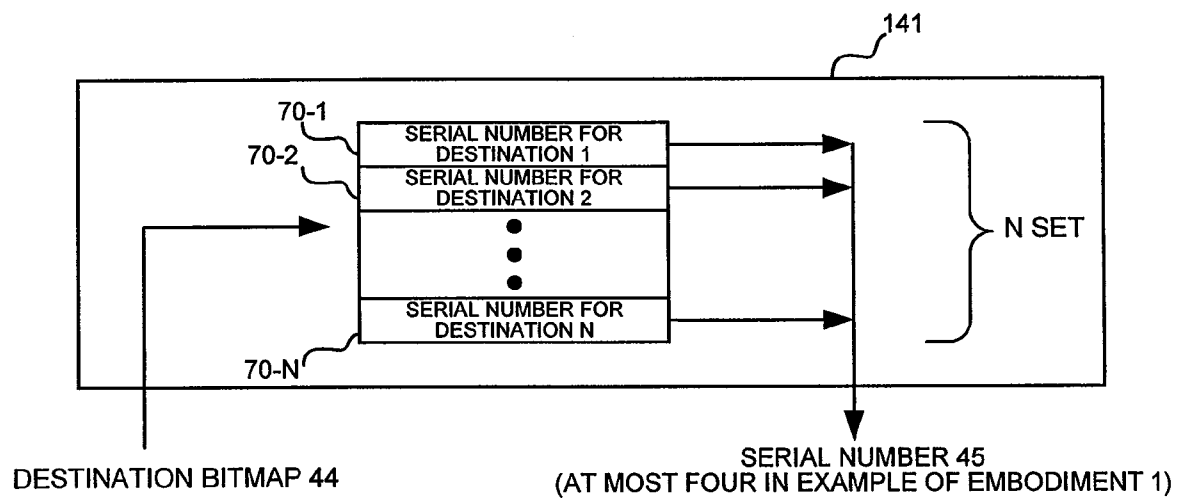 141
70-1
SERIAL NUMBER FOR
DESTINATION 1
70-2
SERIAL NUMBER FOR
DESTINATION 2
N SET
SERIAL NUMBER FOR
DESTINATION N
70-N
DESTINATION BITMAP 44
SERIAL NUMBER 45
(AT MOST FOUR IN EXAMPLE OF EMBODIMENT 1)